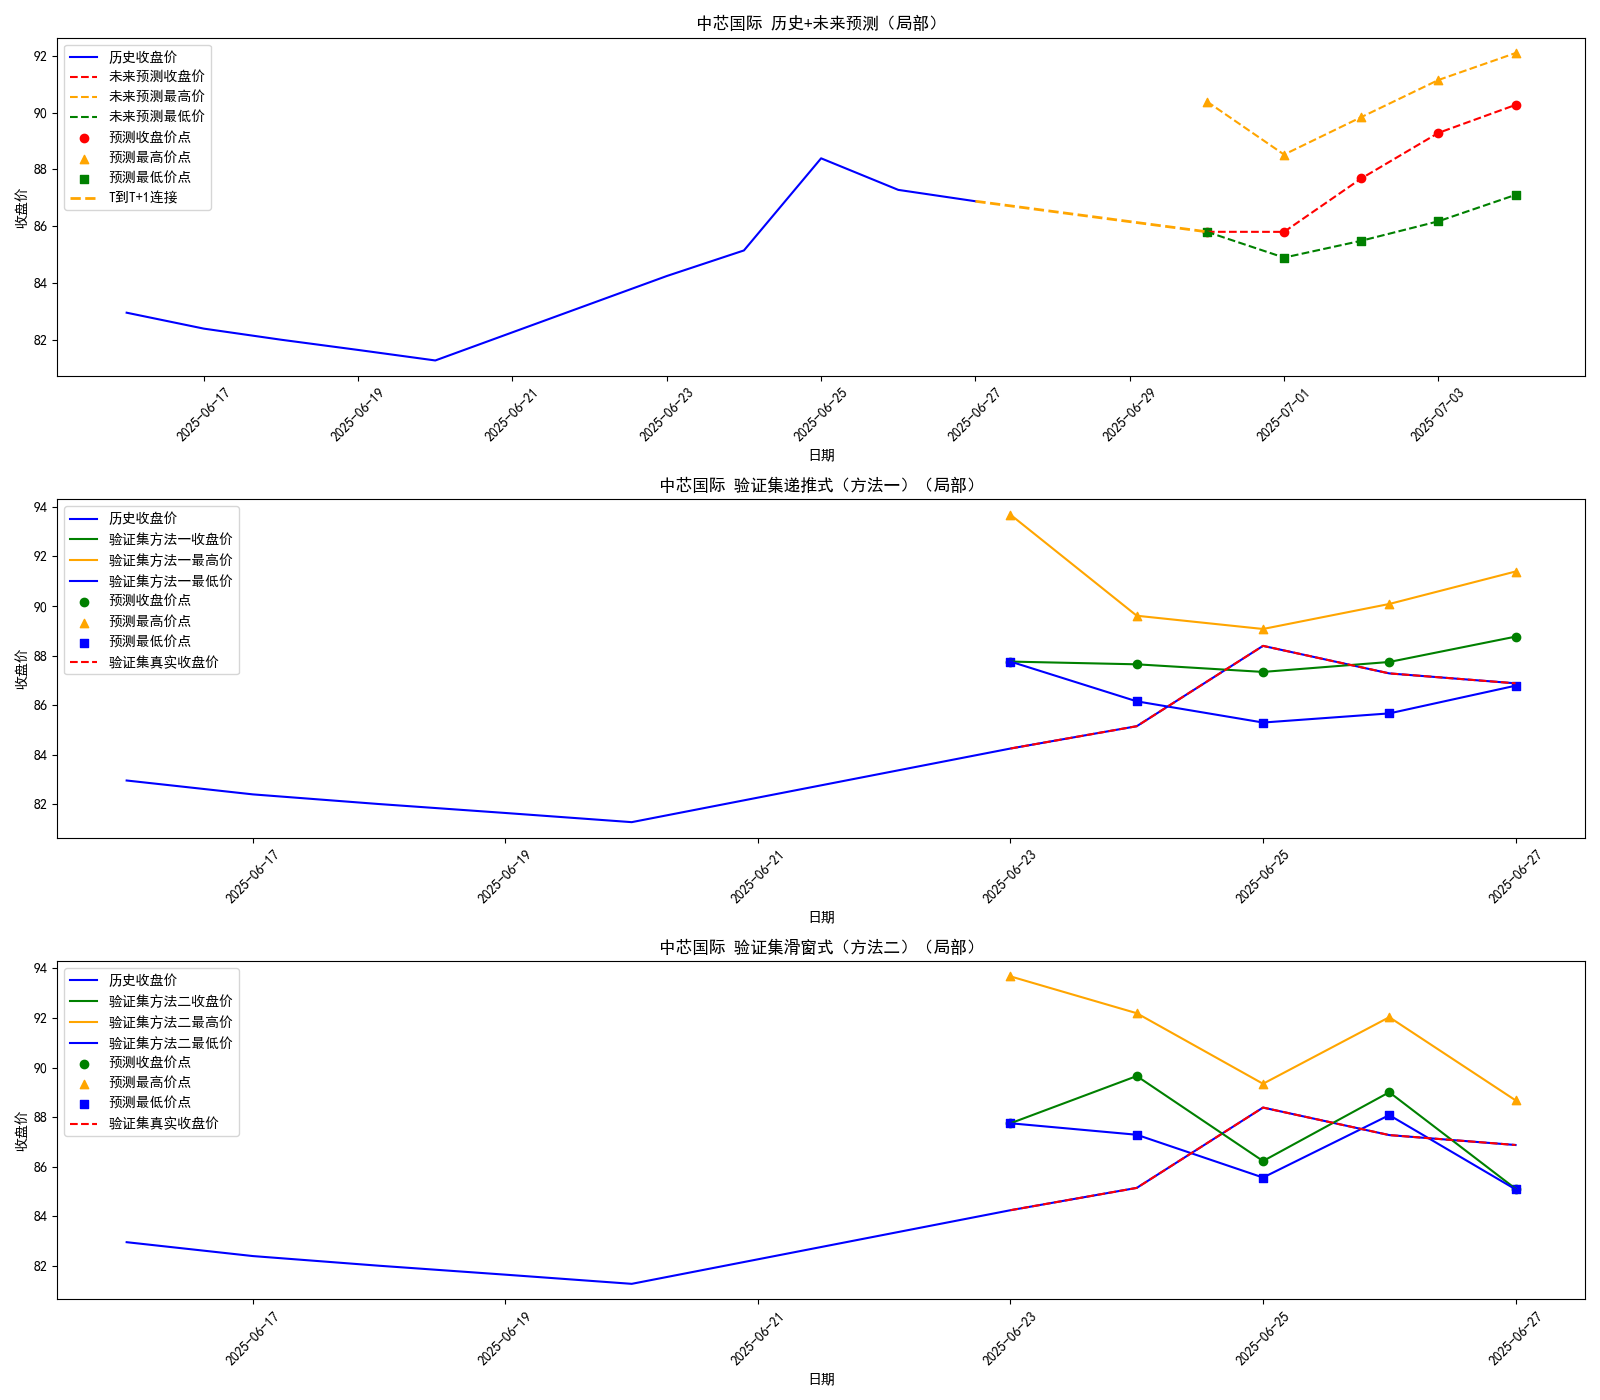 中芯国际 历史+未来预测（局部）
历史收盘价
未来预测收盘价
未来预测最高价
未来预测最低价
预测收盘价点
预测最高价点
预测最低价点
T到T+1连接
收盘价
92
90
88
86
84
82
2025-06-17
2025-06-19
2025-06-21
2025-06-23
2025-06-25
2025-06-27
2025-06-29
2025-07-01
2025-07-03
日期
中芯国际 验证集递推式（方法一）（局部）
历史收盘价
验证集方法一收盘价
验证集方法一最高价
验证集方法一最低价
预测收盘价点
预测最高价点
预测最低价点
验证集真实收盘价
收盘价
94
92
90
88
86
84
82
2025-06-17
2025-06-19
2025-06-21
2025-06-23
2025-06-25
2025-06-27
日期
中芯国际 验证集滑窗式（方法二）（局部）
历史收盘价
验证集方法二收盘价
验证集方法二最高价
验证集方法二最低价
预测收盘价点
预测最高价点
预测最低价点
验证集真实收盘价
收盘价
94
92
90
88
86
84
82
2025-06-17
2025-06-19
2025-06-21
2025-06-23
2025-06-25
2025-06-27
日期